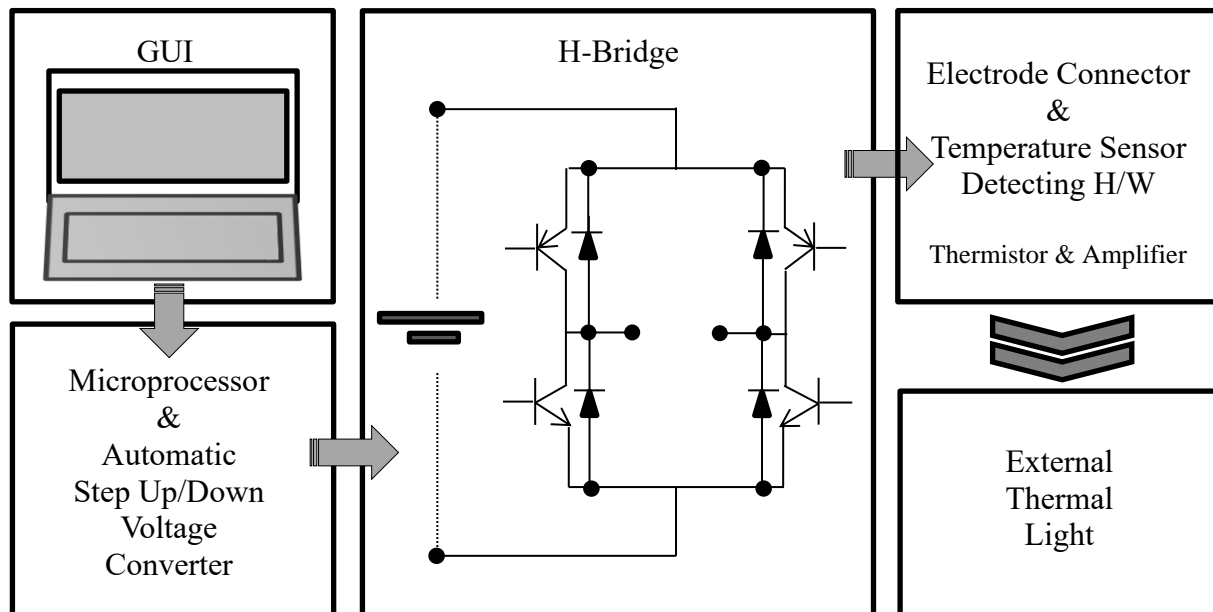 GUI
Microprocessor
&
Automatic
Step Up/Down
Voltage
Converter
H-Bridge
Electrode Connector
&
Temperature Sensor
Detecting H/W
Thermistor & Amplifier
External
Thermal
Light